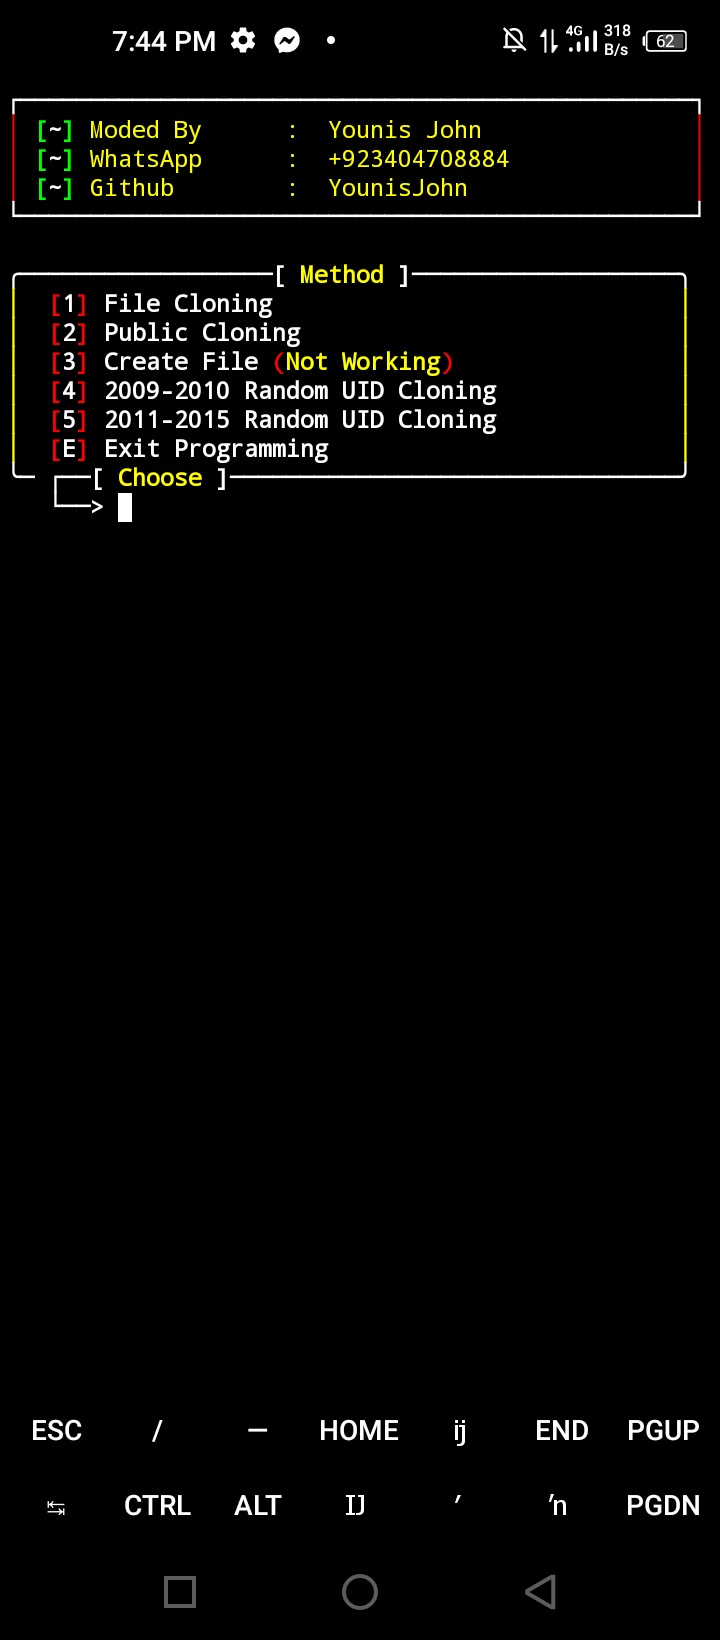 7:44 PM 4G 318 B/s 62
[~] Moded By : Younis John
[~] WhatsApp : +923404708884
[~] Github : YounisJohn
[ Method ]
[1] File Cloning
[2] Public Cloning
[3] Create File (Not Working)
[4] 2009-2010 Random UID Cloning
[5] 2011-2015 Random UID Cloning
[E] Exit Programming
[ Choose ]
>
ESC / — HOME ij END PGUP
↹ CTRL ALT IJ ′ ŉ PGDN